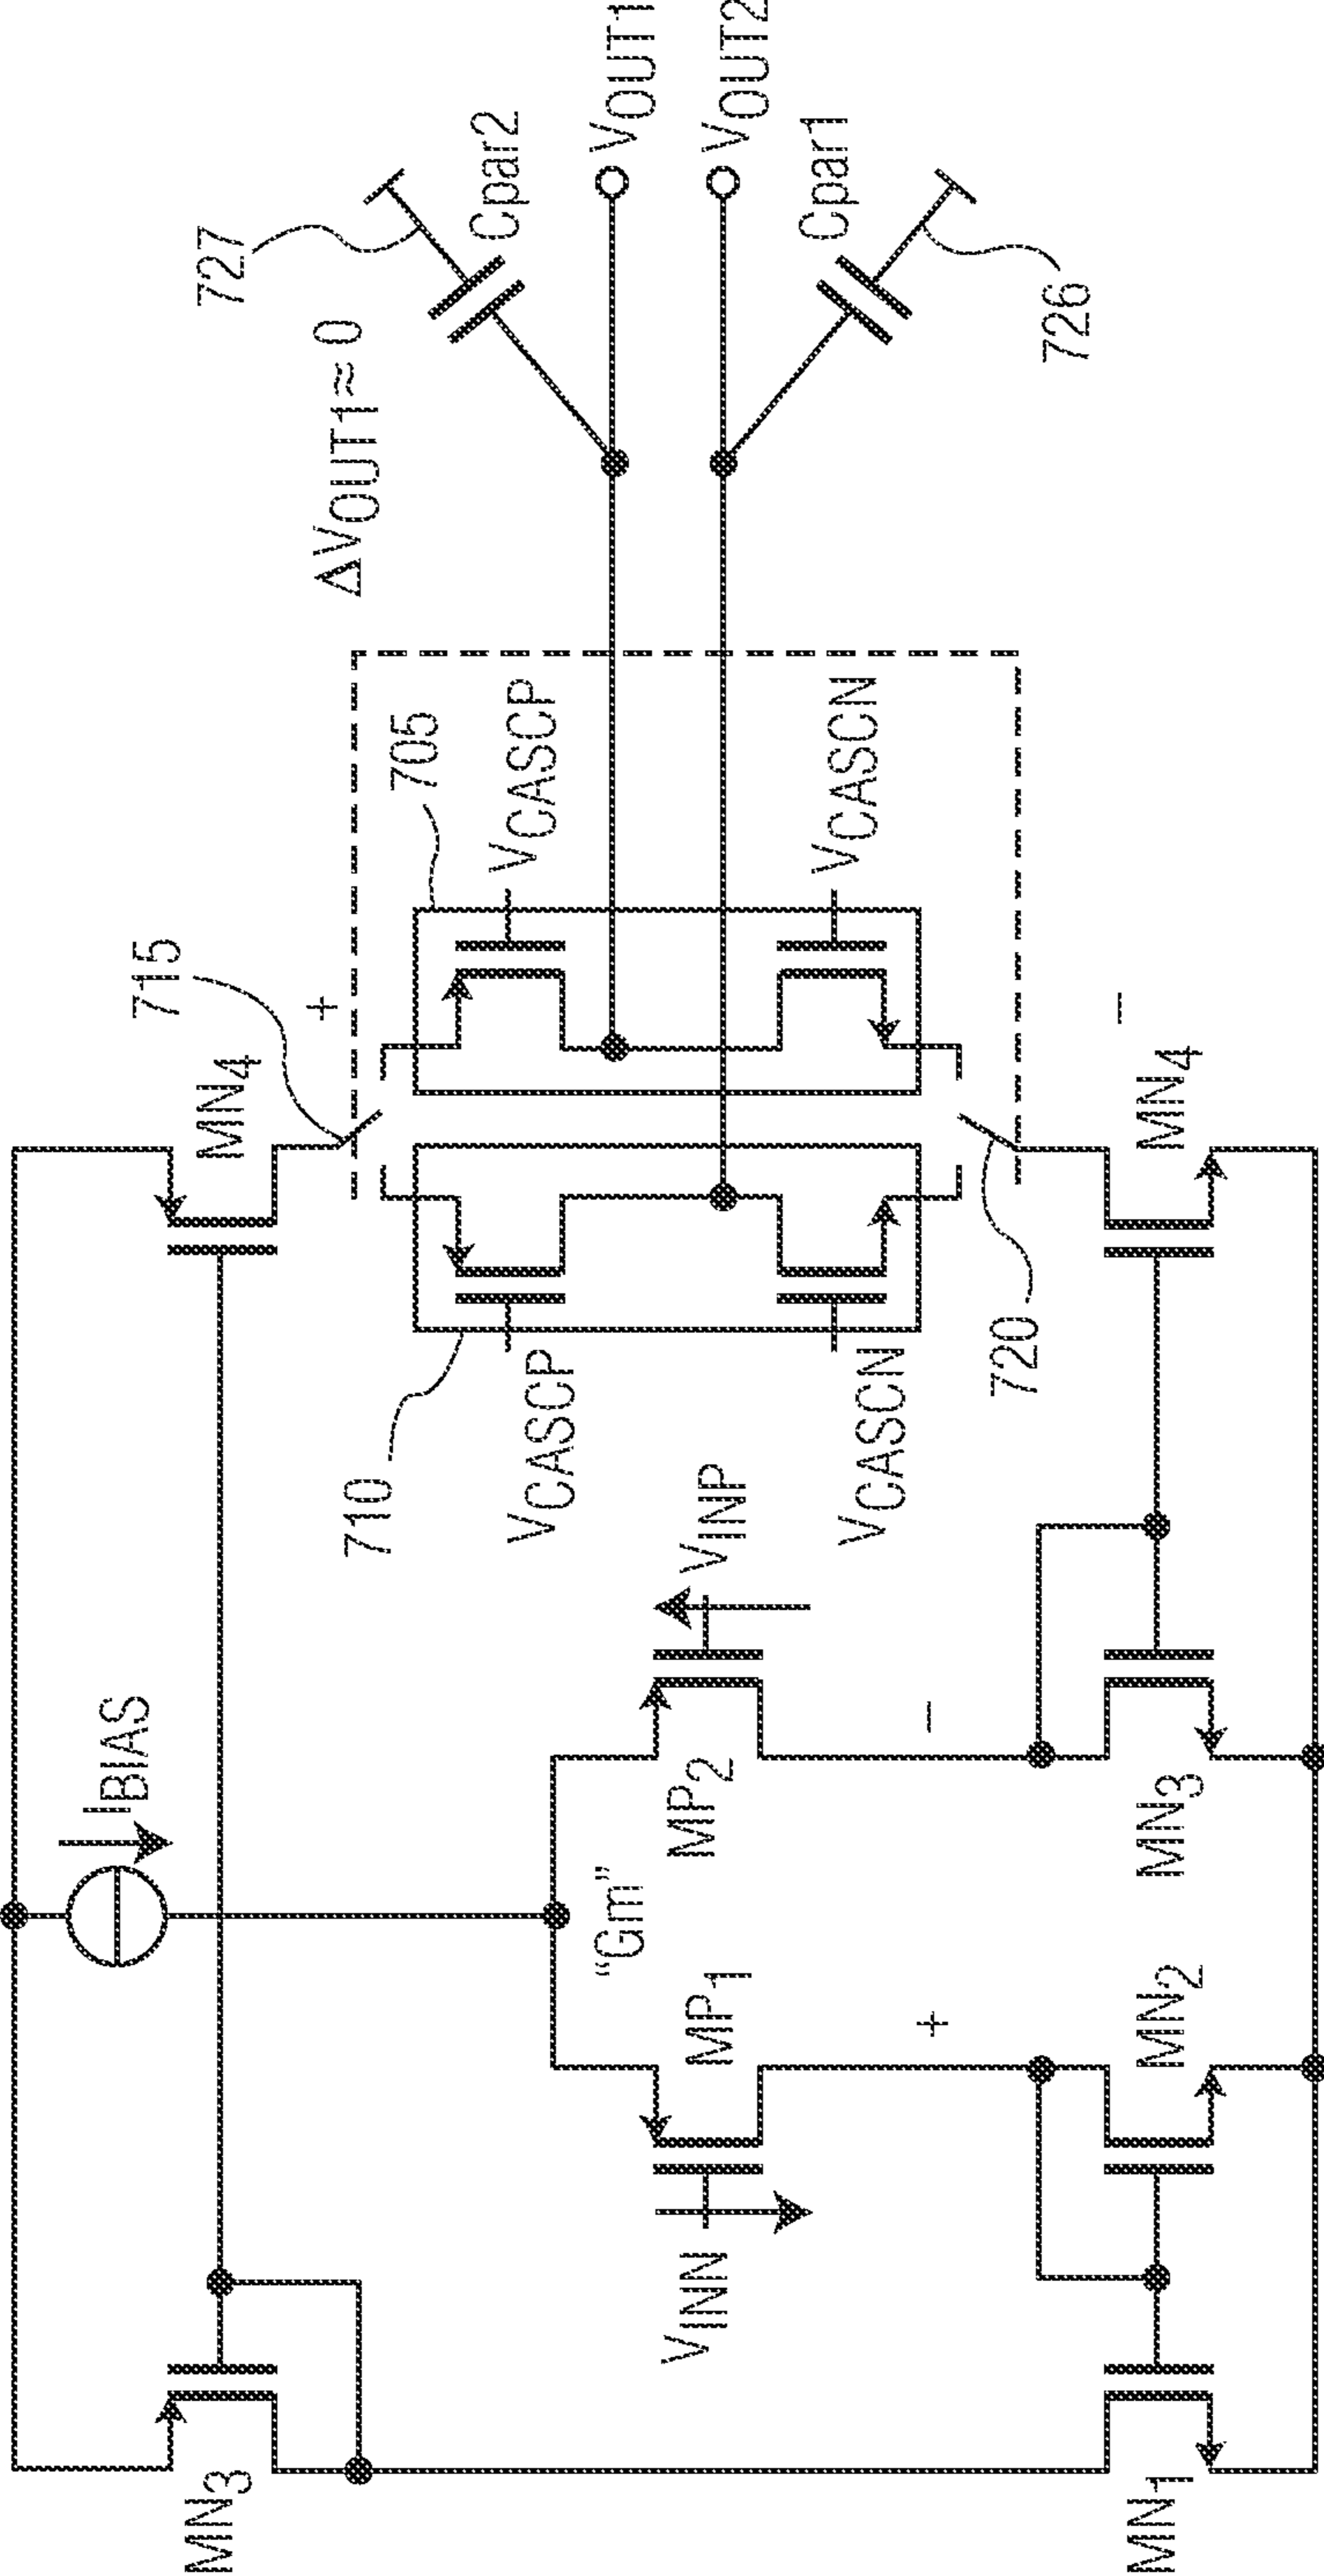 MN3
IBIAS
MN4
715
+
727
ΔVOUT1≈0
Cpar2
VOUT1
VOUT2
Cpar1
726
705
VCASCP
VCASCN
710
VCASCP
VCASCN
720
−
MN4
"Gm"
VINN
MP1
MP2
VINP
+
−
MN1
MN2
MN3